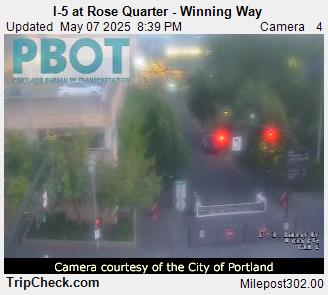 I-5 at Rose Quarter - Winning Way
Updated May 07 2025 8:39 PM Camera 4
PBOT
PORTLAND BUREAU OF TRANSPORTATION
Camera courtesy of the City of Portland
TripCheck.com Milepost302.00